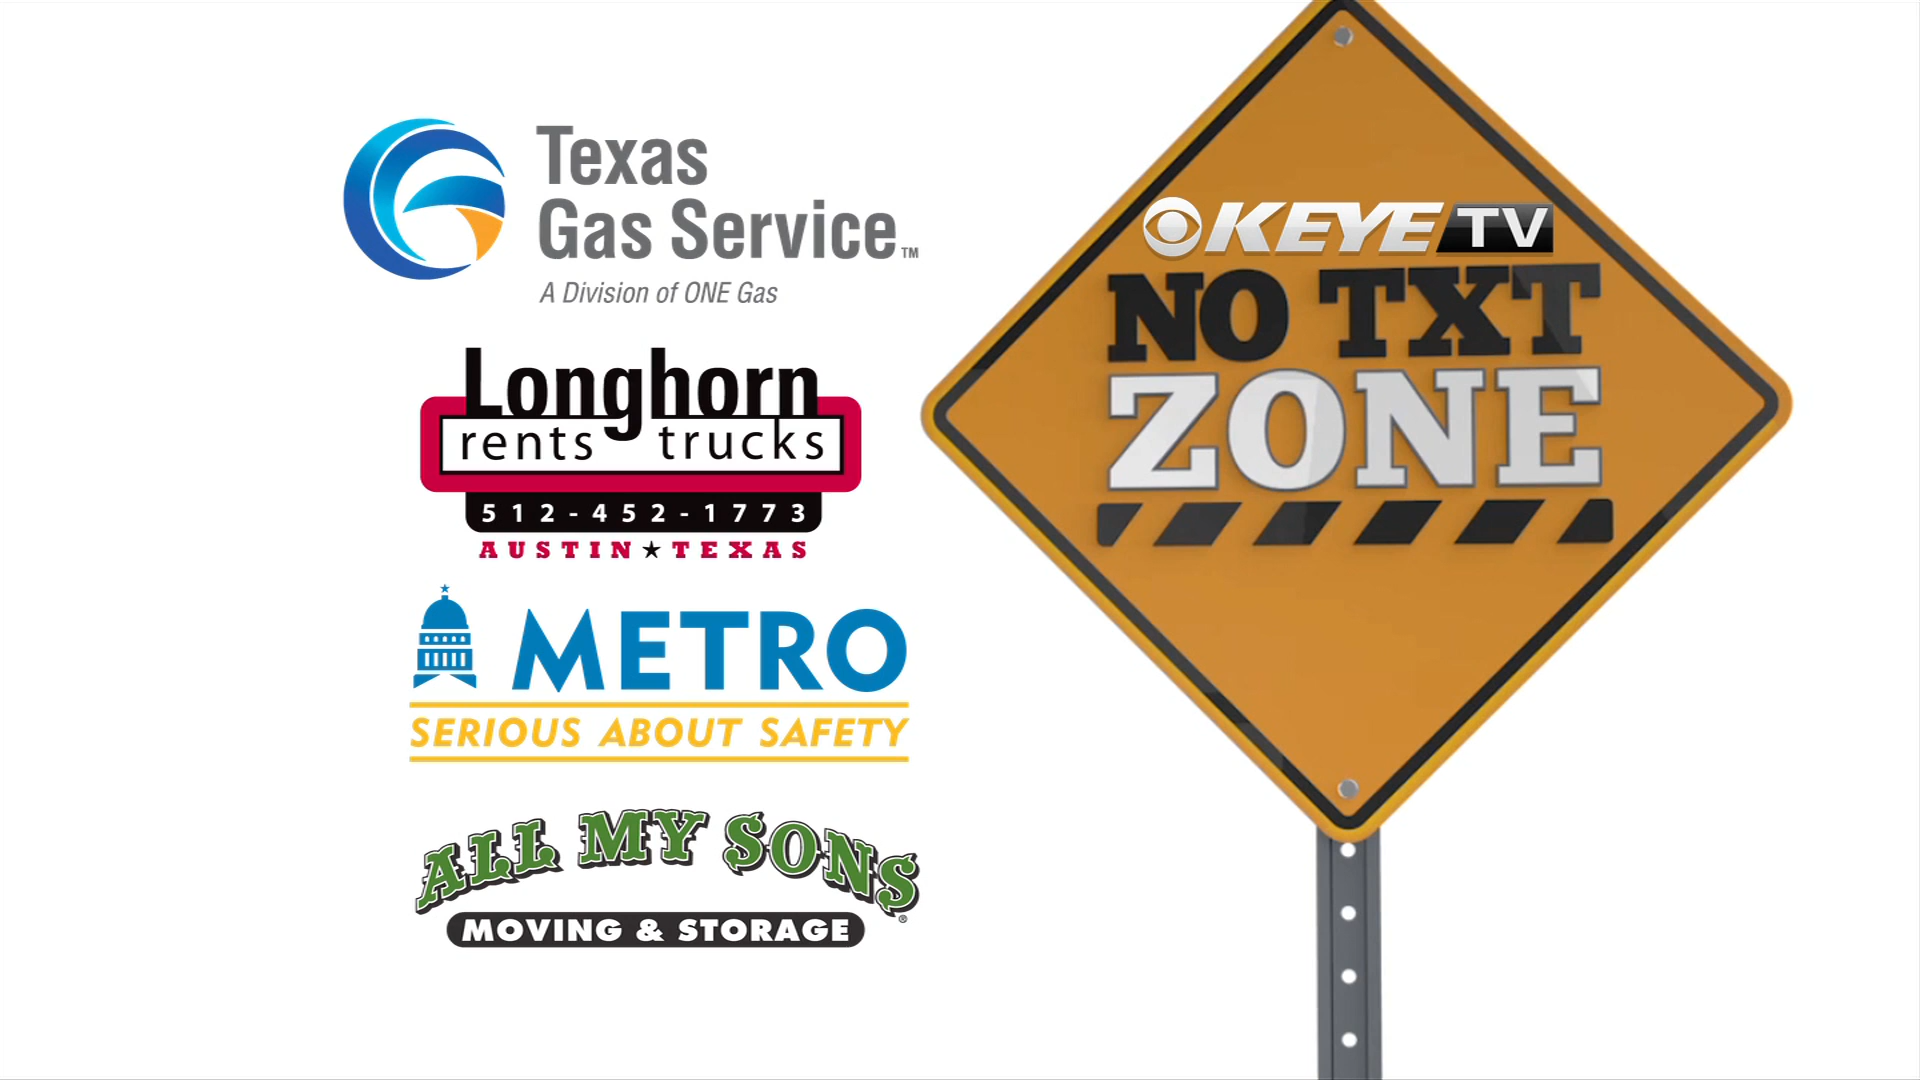 Texas
Gas Service™
A Division of ONE Gas
Longhorn
rents trucks
512-452-1773
AUSTIN★TEXAS
METRO
SERIOUS ABOUT SAFETY
ALL MY SONS®
MOVING & STORAGE
KEYE TV
NO TXT
ZONE